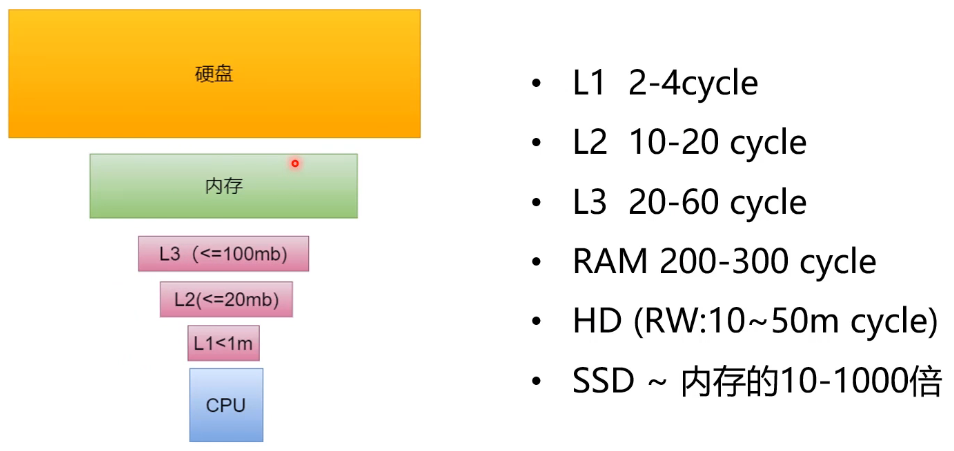 硬盘
内存
L3（<=100mb)
L2(<=20mb)
L1<1m
CPU
• L1 2-4cycle
• L2 10-20 cycle
• L3 20-60 cycle
• RAM 200-300 cycle
• HD (RW:10~50m cycle)
• SSD ~ 内存的10-1000倍